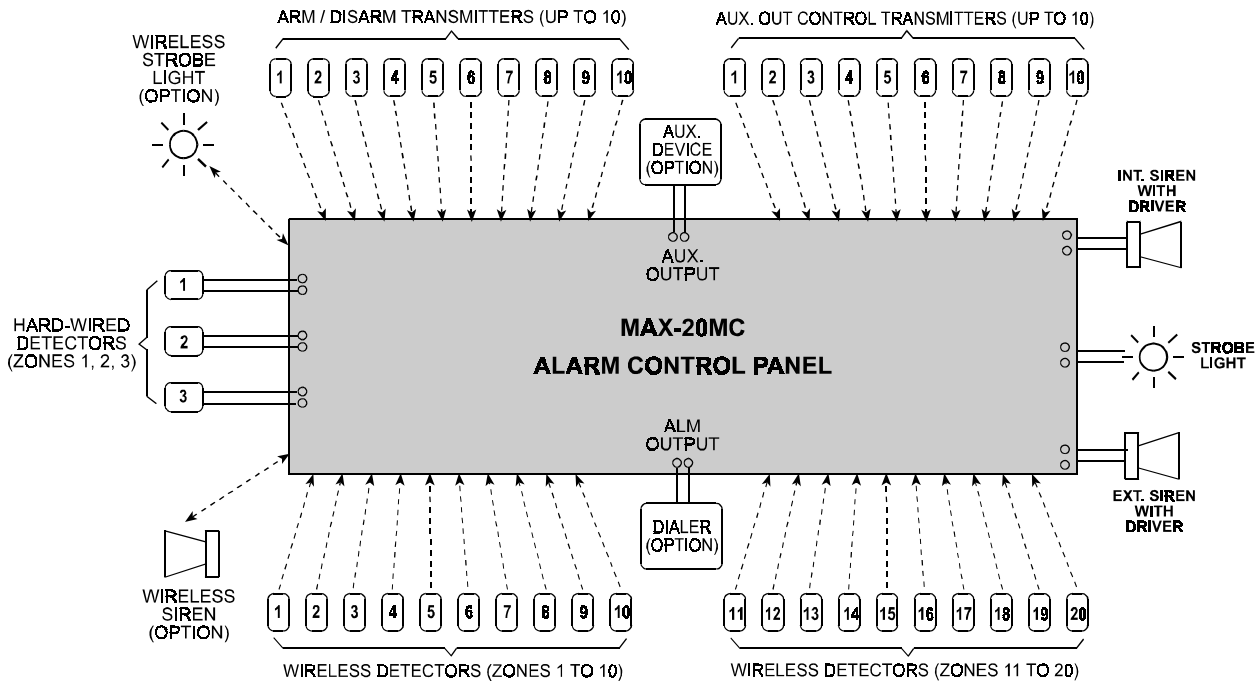 ARM / DISARM TRANSMITTERS (UP TO 10)
AUX. OUT CONTROL TRANSMITTERS (UP TO 10)
WIRELESS
STROBE
LIGHT
(OPTION)
1 2 3 4 5 6 7 8 9 10
1 2 3 4 5 6 7 8 9 10
AUX.
DEVICE
(OPTION)
INT. SIREN
WITH
DRIVER
AUX.
OUTPUT
HARD-WIRED
DETECTORS
(ZONES 1, 2, 3)
1
2
3
MAX-20MC
ALARM CONTROL PANEL
STROBE
LIGHT
ALM
OUTPUT
EXT. SIREN
WITH
DRIVER
DIALER
(OPTION)
WIRELESS
SIREN
(OPTION)
1 2 3 4 5 6 7 8 9 10
11 12 13 14 15 16 17 18 19 20
WIRELESS DETECTORS (ZONES 1 TO 10)
WIRELESS DETECTORS (ZONES 11 TO 20)